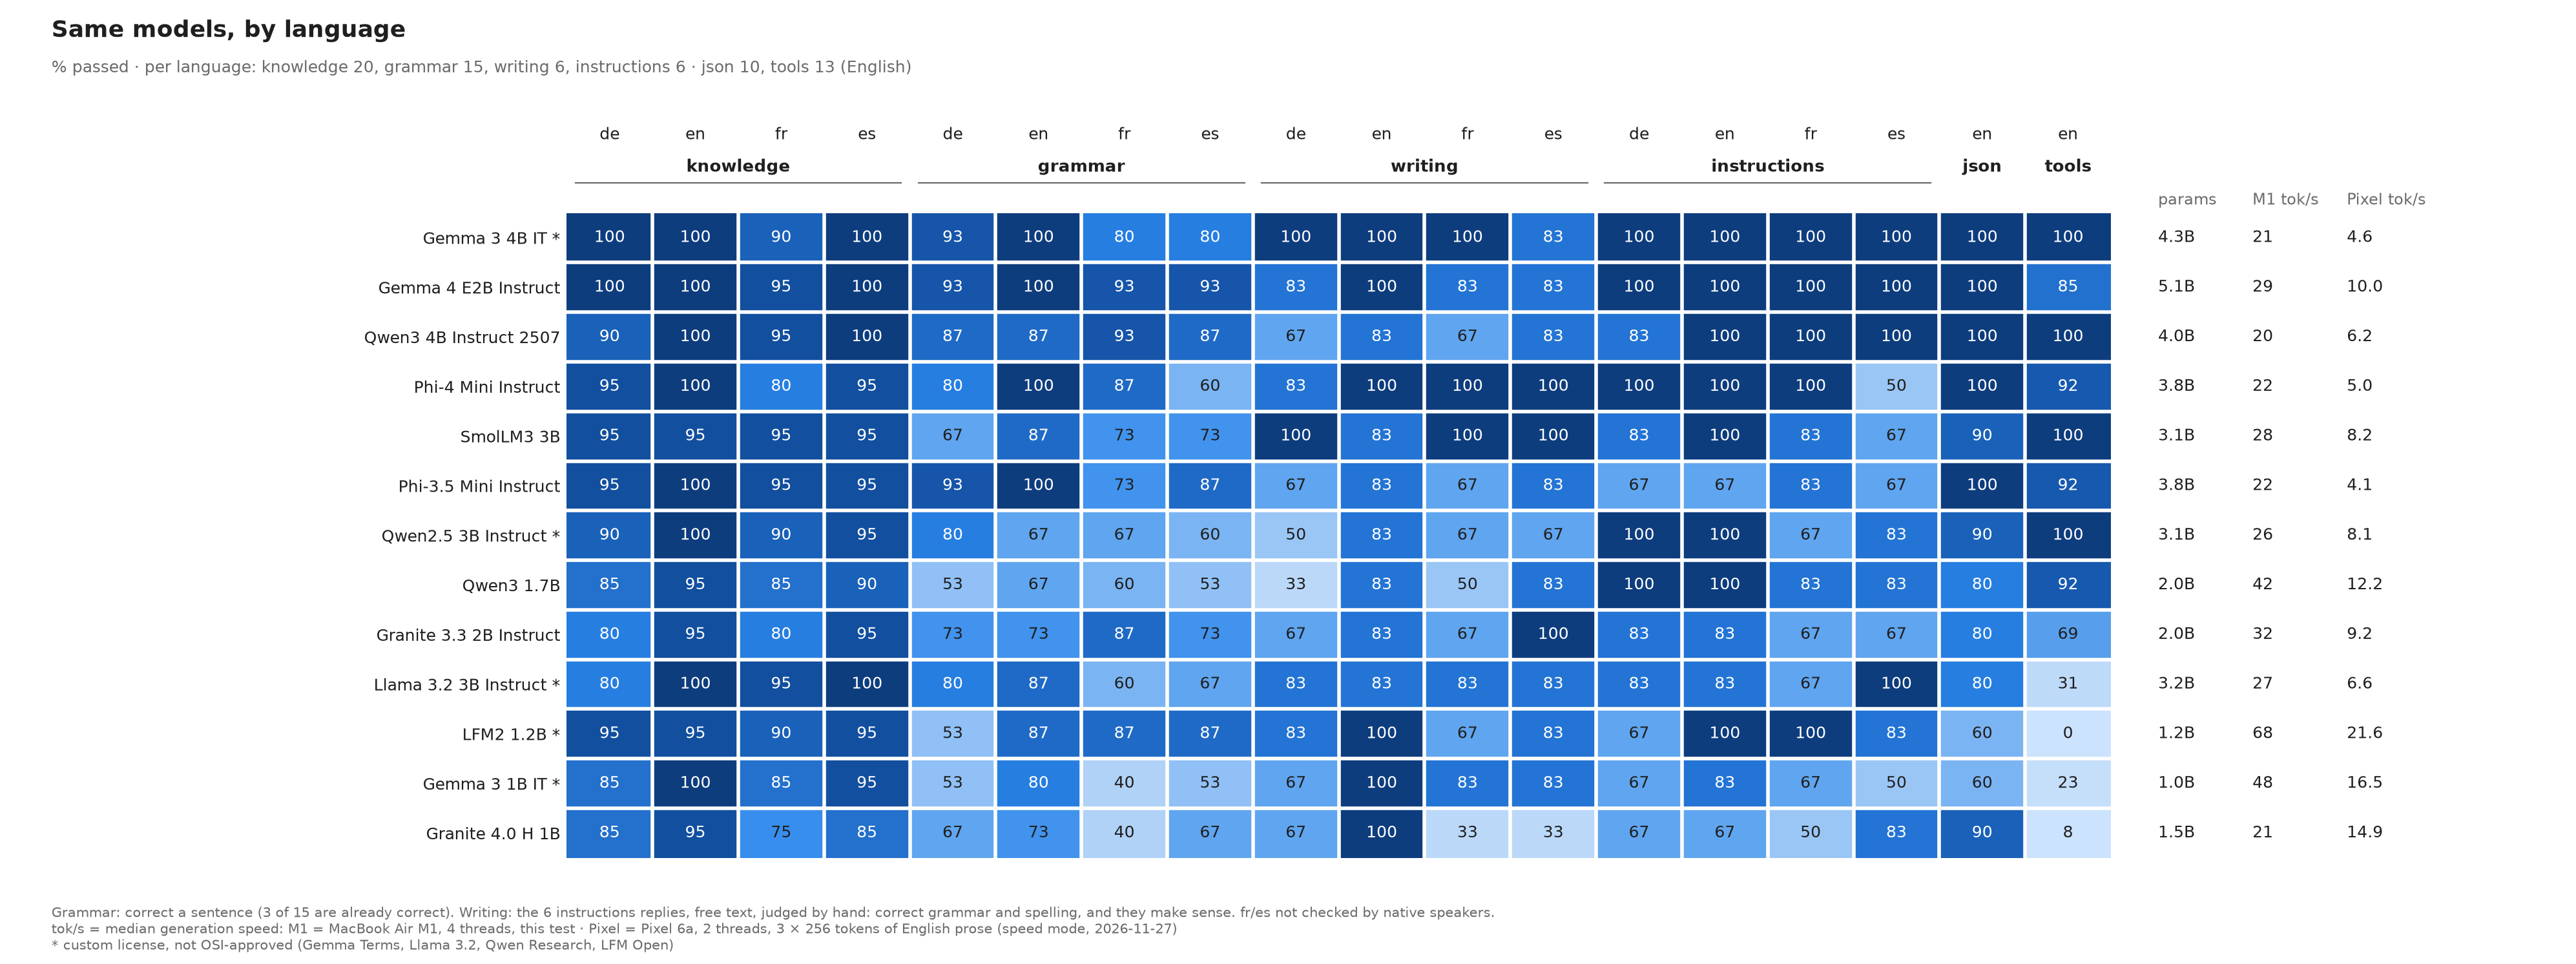 Same models, by language
% passed · per language: knowledge 20, grammar 15, writing 6, instructions 6 · json 10, tools 13 (English)
de en fr es de en fr es de en fr es de en fr es en en
knowledge grammar writing instructions json tools
params M1 tok/s Pixel tok/s
Gemma 3 4B IT * 100 100 90 100 93 100 80 80 100 100 100 83 100 100 100 100 100 100 4.3B 21 4.6
Gemma 4 E2B Instruct 100 100 95 100 93 100 93 93 83 100 83 83 100 100 100 100 100 85 5.1B 29 10.0
Qwen3 4B Instruct 2507 90 100 95 100 87 87 93 87 67 83 67 83 83 100 100 100 100 100 4.0B 20 6.2
Phi-4 Mini Instruct 95 100 80 95 80 100 87 60 83 100 100 100 100 100 100 50 100 92 3.8B 22 5.0
SmolLM3 3B 95 95 95 95 67 87 73 73 100 83 100 100 83 100 83 67 90 100 3.1B 28 8.2
Phi-3.5 Mini Instruct 95 100 95 95 93 100 73 87 67 83 67 83 67 67 83 67 100 92 3.8B 22 4.1
Qwen2.5 3B Instruct * 90 100 90 95 80 67 67 60 50 83 67 67 100 100 67 83 90 100 3.1B 26 8.1
Qwen3 1.7B 85 95 85 90 53 67 60 53 33 83 50 83 100 100 83 83 80 92 2.0B 42 12.2
Granite 3.3 2B Instruct 80 95 80 95 73 73 87 73 67 83 67 100 83 83 67 67 80 69 2.0B 32 9.2
Llama 3.2 3B Instruct * 80 100 95 100 80 87 60 67 83 83 83 83 83 83 67 100 80 31 3.2B 27 6.6
LFM2 1.2B * 95 95 90 95 53 87 87 87 83 100 67 83 67 100 100 83 60 0 1.2B 68 21.6
Gemma 3 1B IT * 85 100 85 95 53 80 40 53 67 100 83 83 67 83 67 50 60 23 1.0B 48 16.5
Granite 4.0 H 1B 85 95 75 85 67 73 40 67 67 100 33 33 67 67 50 83 90 8 1.5B 21 14.9
Grammar: correct a sentence (3 of 15 are already correct). Writing: the 6 instructions replies, free text, judged by hand: correct grammar and spelling, and they make sense. fr/es not checked by native speakers.
tok/s = median generation speed: M1 = MacBook Air M1, 4 threads, this test · Pixel = Pixel 6a, 2 threads, 3 × 256 tokens of English prose (speed mode, 2026-11-27)
* custom license, not OSI-approved (Gemma Terms, Llama 3.2, Qwen Research, LFM Open)